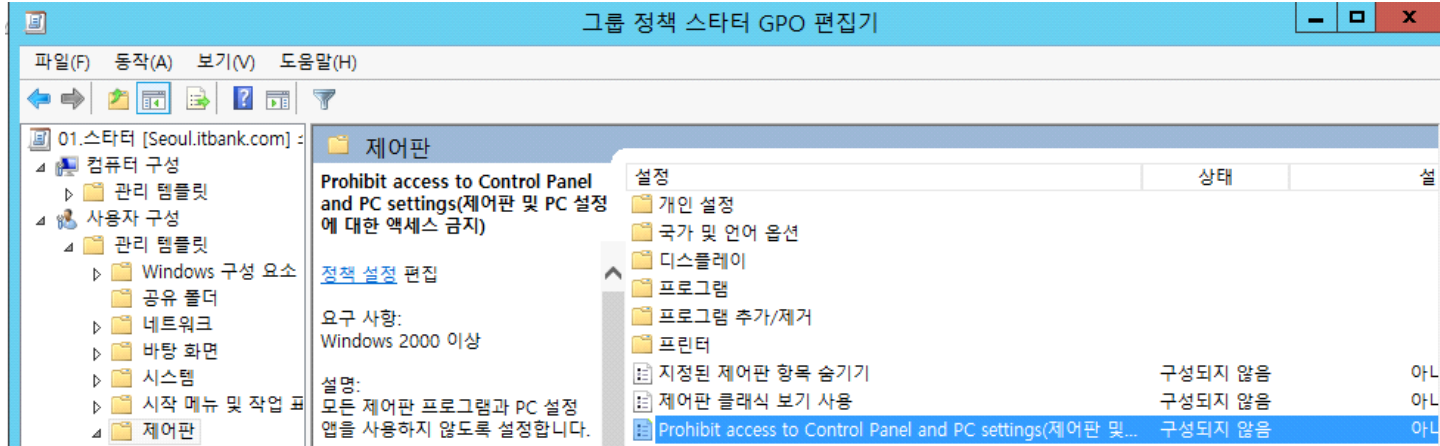 그룹 정책 스타터 GPO 편집기
파일(F) 동작(A) 보기(V) 도움말(H)
01.스타터 [Seoul.itbank.com]
컴퓨터 구성
관리 템플릿
사용자 구성
관리 템플릿
Windows 구성 요소
공유 폴더
네트워크
바탕 화면
시스템
시작 메뉴 및 작업
제어판
제어판
Prohibit access to Control Panel
and PC settings(제어판 및 PC 설정
에 대한 액세스 금지)
정책 설정 편집
요구 사항:
Windows 2000 이상
설명:
모든 제어판 프로그램과 PC 설정
앱을 사용하지 않도록 설정합니다.
설정 상태 설
개인 설정
국가 및 언어 옵션
디스플레이
프로그램
프로그램 추가/제거
프린터
지정된 제어판 항목 숨기기 구성되지 않음
제어판 클래식 보기 사용 구성되지 않음
Prohibit access to Control Panel and PC settings(제어판 및... 구성되지 않음